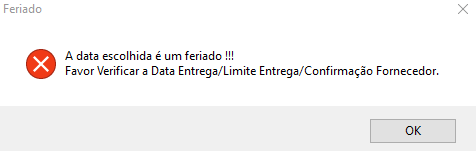 Feriado
A data escolhida é um feriado !!!
Favor Verificar a Data Entrega/Limite Entrega/Confirmação Fornecedor.
OK